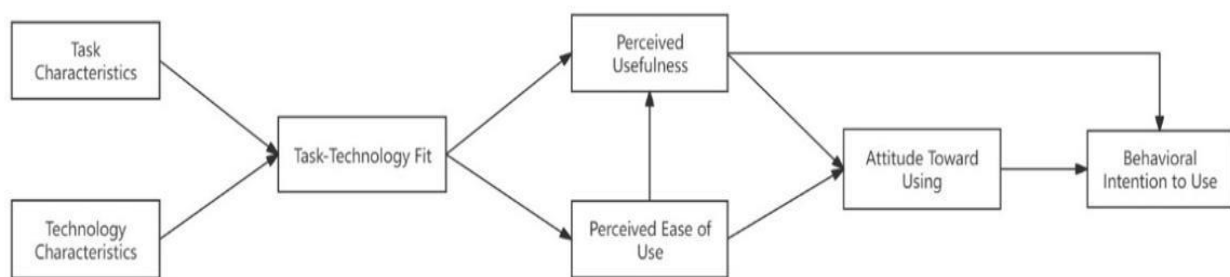 Task
Characteristics
Technology
Characteristics
Task-Technology Fit
Perceived
Usefulness
Perceived Ease of
Use
Attitude Toward
Using
Behavioral
Intention to Use